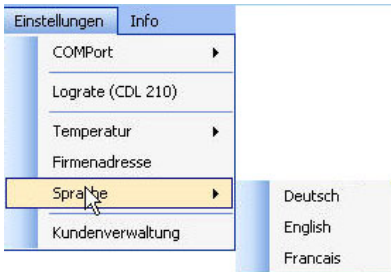 Einstellungen Info
COMPort
Lograte (CDL 210)
Temperatur
Firmenadresse
Sprache
Kundenverwaltung
Deutsch
English
Francais